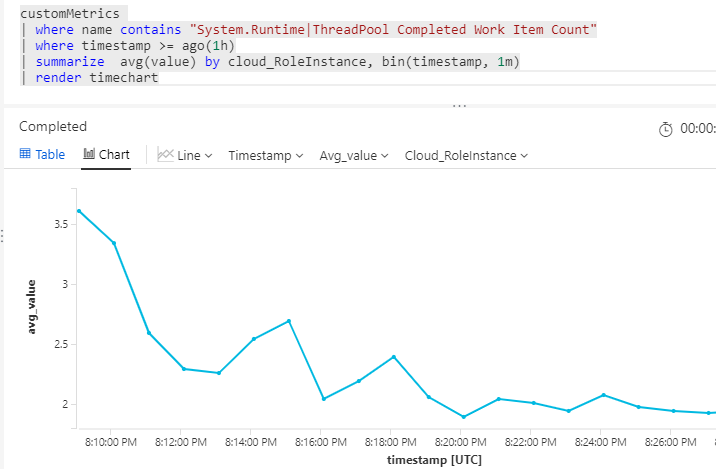 customMetrics
| where name contains "System.Runtime|ThreadPool Completed Work Item Count"
| where timestamp >= ago(1h)
| summarize  avg(value) by cloud_RoleInstance, bin(timestamp, 1m)
| render timechart
...
Completed
00:00:
Table
Chart
Line
Timestamp
Avg_value
Cloud_RoleInstance
3.5
3
2.5
2
avg_value
8:10:00 PM
8:12:00 PM
8:14:00 PM
8:16:00 PM
8:18:00 PM
8:20:00 PM
8:22:00 PM
8:24:00 PM
8:26:00 PM
timestamp [UTC]